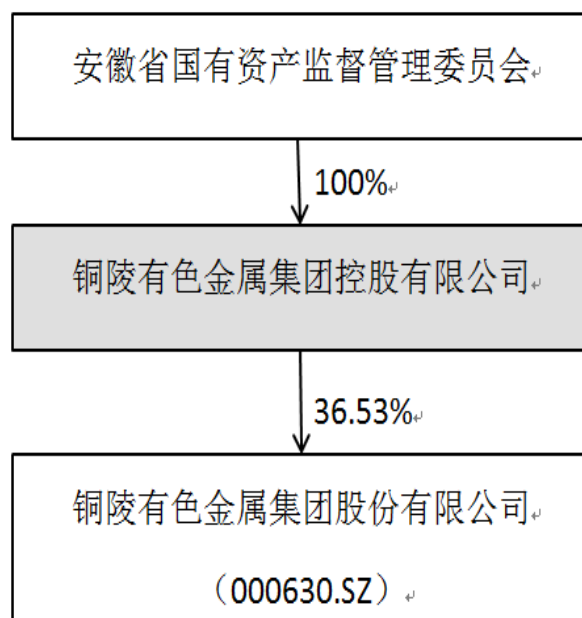 安徽省国有资产监督管理委员会
100%
铜陵有色金属集团控股有限公司
36.53%
铜陵有色金属集团股份有限公司
（000630.SZ）